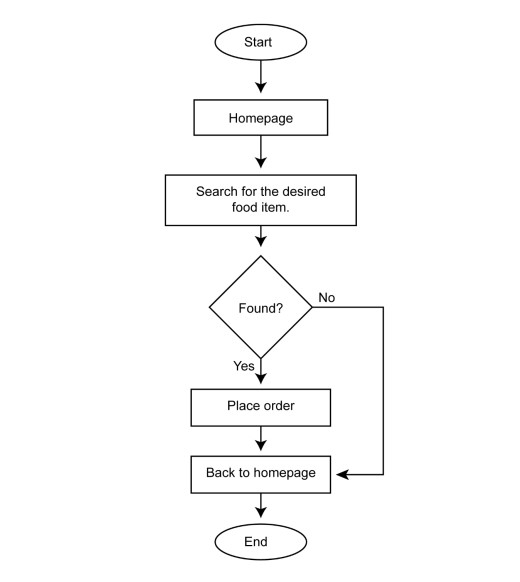 Start
Homepage
Search for the desired
food item.
Found?
No
Yes
Place order
Back to homepage
End